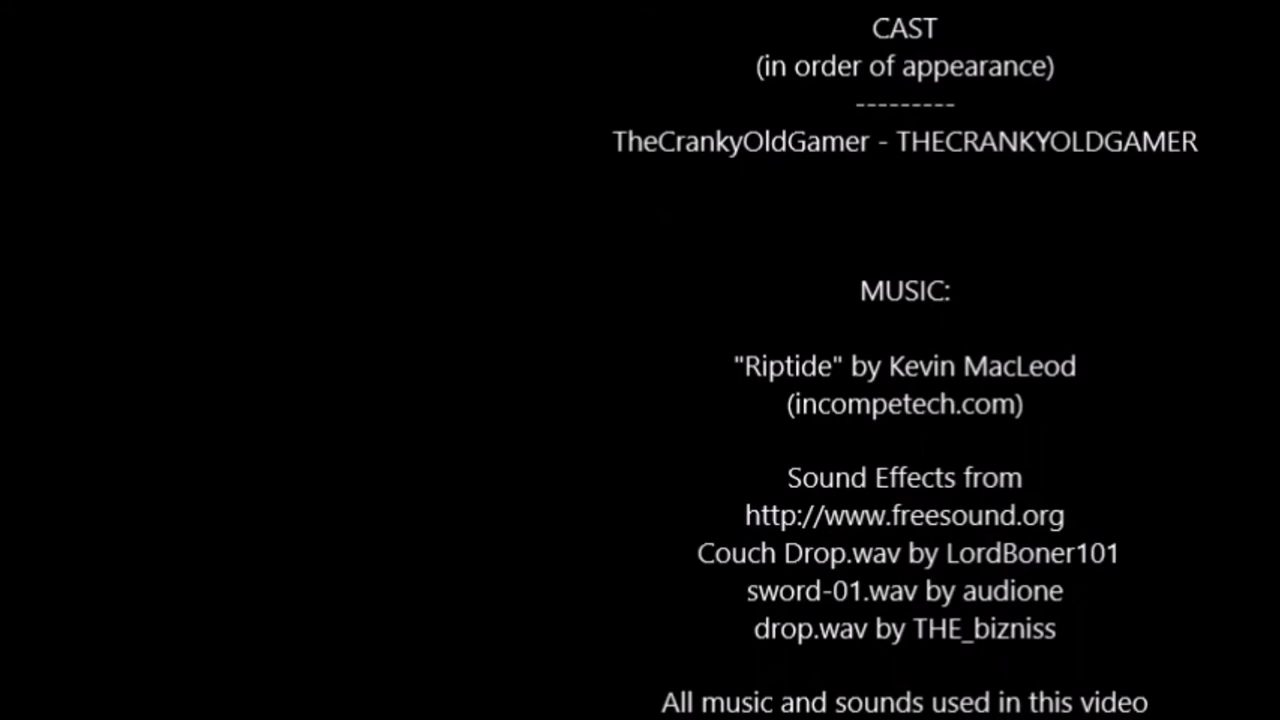 CAST
(in order of appearance)
---------
TheCrankyOldGamer - THECRANKYOLDGAMER
MUSIC:
"Riptide" by Kevin MacLeod
(incompetech.com)
Sound Effects from
http://www.freesound.org
Couch Drop.wav by LordBoner101
sword-01.wav by audione
drop.wav by THE_bizniss
All music and sounds used in this video